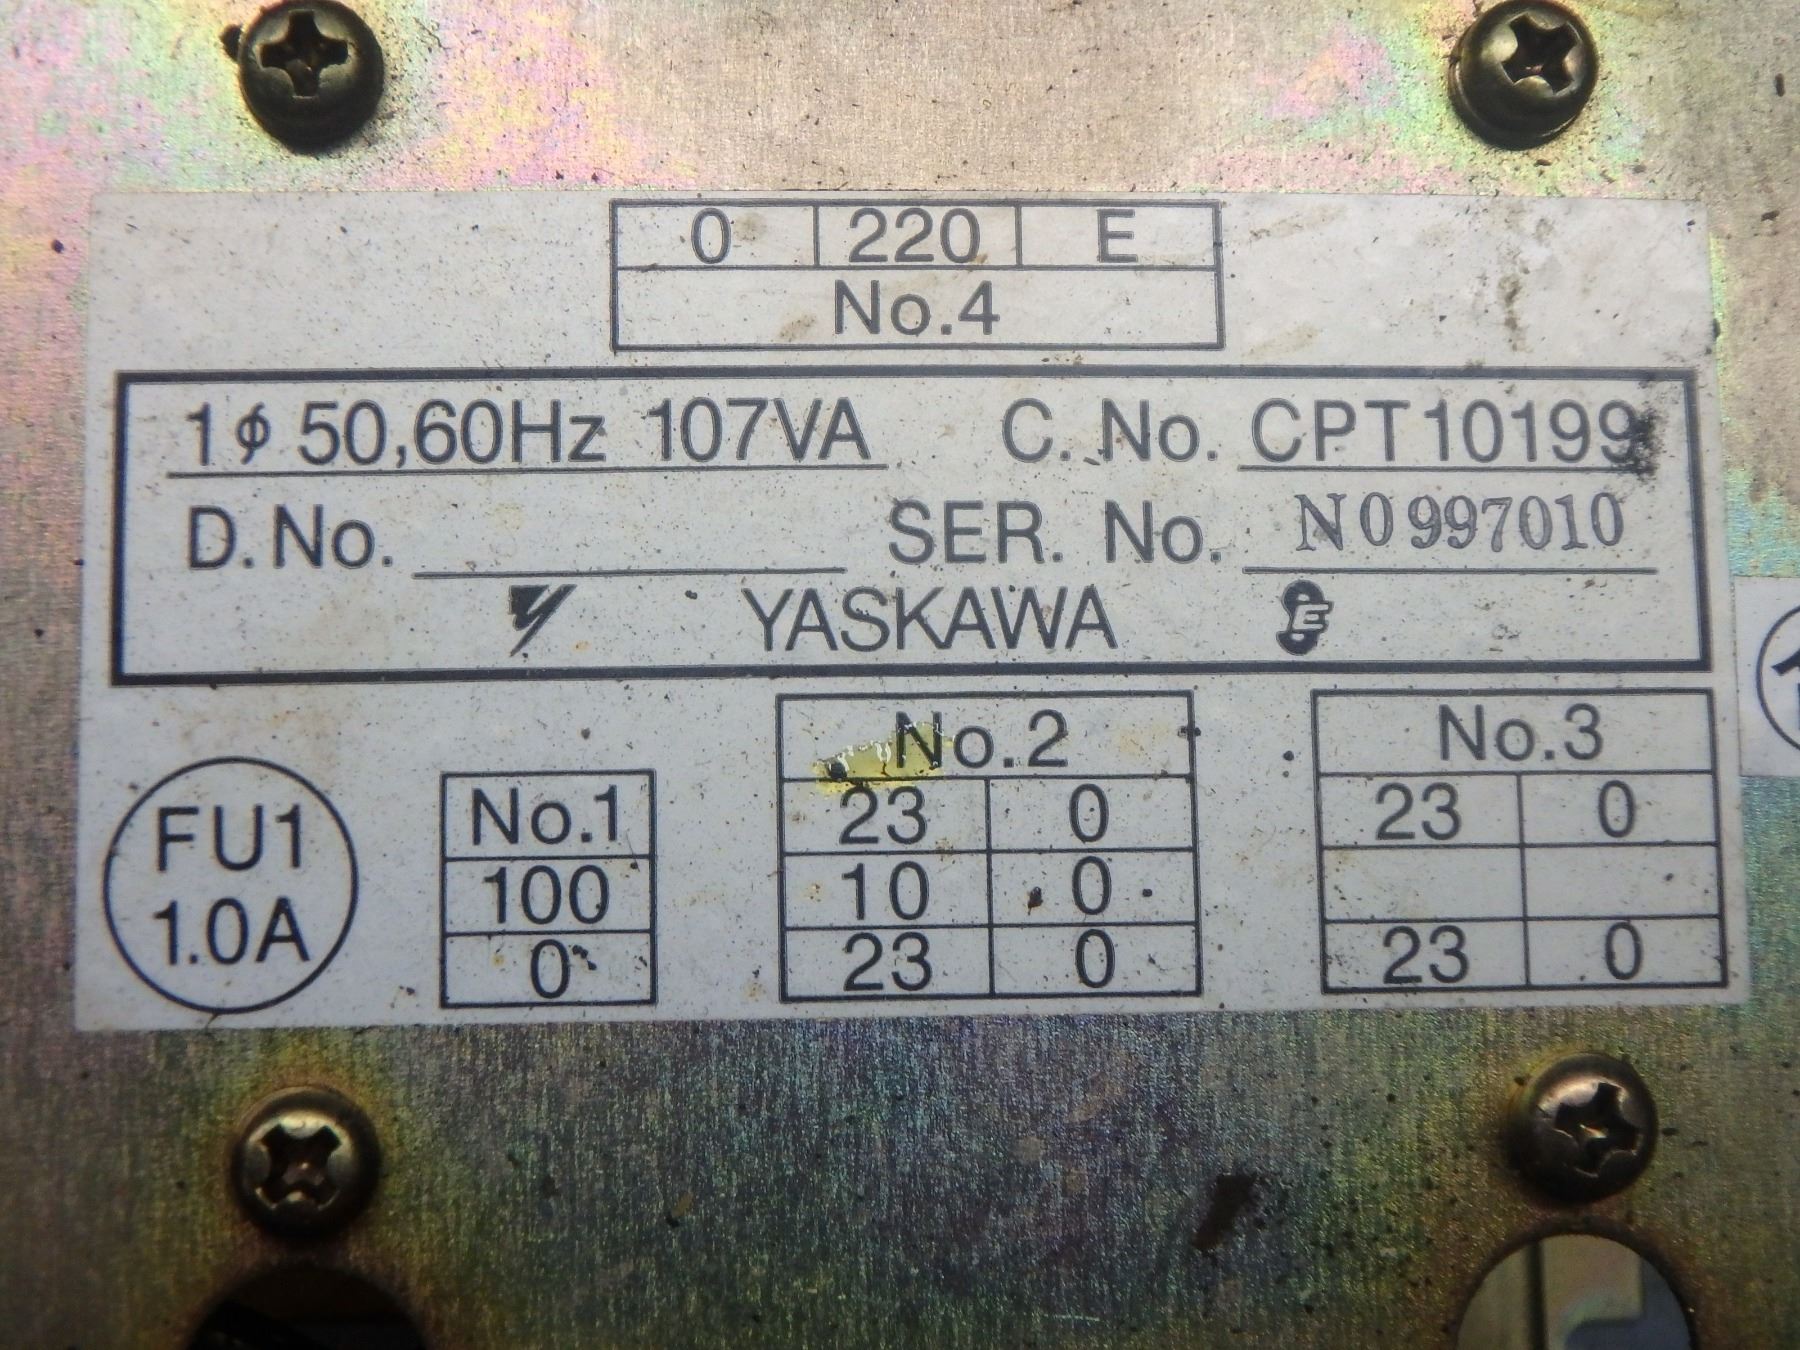 0 220 E
No.4
1φ 50,60Hz 107VA C. No. CPT10199
D.No. SER. No. N0997010
YASKAWA E
FU1
1.0A
No.1
100
0
No.2
23 0
10 0
23 0
No.3
23 0
23 0